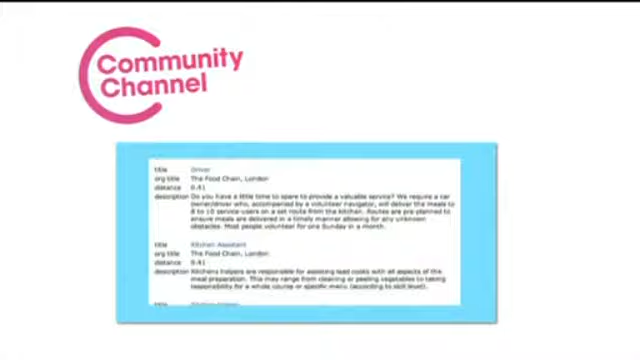 Community
Channel
title Driver
org title The Food Chain, London
distance 0.41
description Do you have a little time to spare to provide a valuable service? We require a car
owner/driver who, accompanied by a volunteer navigator, will deliver the meals to
8 to 10 service-users on a set route from the kitchen. Routes are pre-planned to
ensure meals are delivered in a timely manner allowing for any unknown
obstacles. Most people volunteer for one Sunday in a month.
title Kitchen Assistant
org title The Food Chain, London
distance 0.41
description Kitchens helpers are responsible for assisting lead cooks with all aspects of the
meal preparation. This may range from cleaning or peeling vegetables to taking
responsibility for a whole course or specific menu (according to skill level).